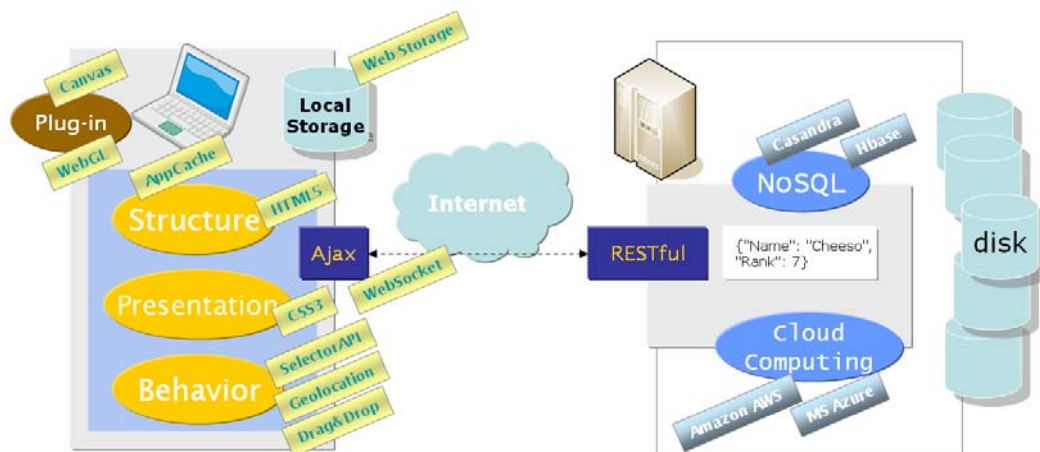 Canvas
Plug-in
WebGL
AppCache
Web Storage
Local
Storage
Structure
HTML5
Presentation
CSS3
Behavior
SelectorAPI
Geolocation
Drag&Drop
Ajax
WebSocket
Internet
RESTful
Casandra
Hbase
NoSQL
{"Name": "Cheeso",
"Rank": 7}
Cloud
Computing
Amazon AWS
MS Azure
disk